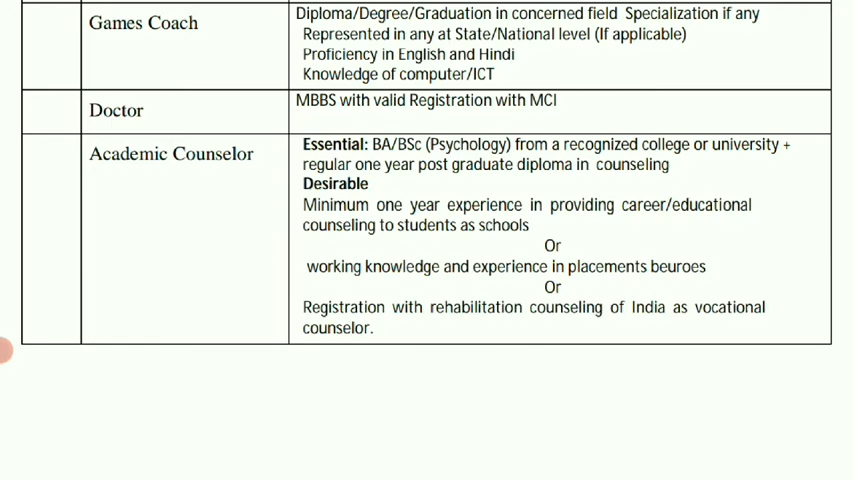 Games Coach
Diploma/Degree/Graduation in concerned field Specialization if any
Represented in any at State/National level (If applicable)
Proficiency in English and Hindi
Knowledge of computer/ICT
Doctor
MBBS with valid Registration with MCI
Academic Counselor
Essential: BA/BSc (Psychology) from a recognized college or university +
regular one year post graduate diploma in counseling
Desirable
Minimum one year experience in providing career/educational
counseling to students as schools
Or
working knowledge and experience in placements beuroes
Or
Registration with rehabilitation counseling of India as vocational
counselor.